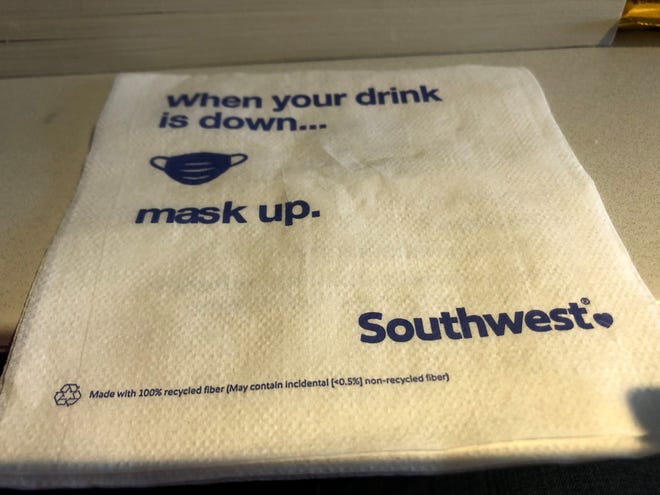 When your drink
is down...
mask up.
Southwest®
Made with 100% recycled fiber (May contain incidental [<0.5%] non-recycled fiber)